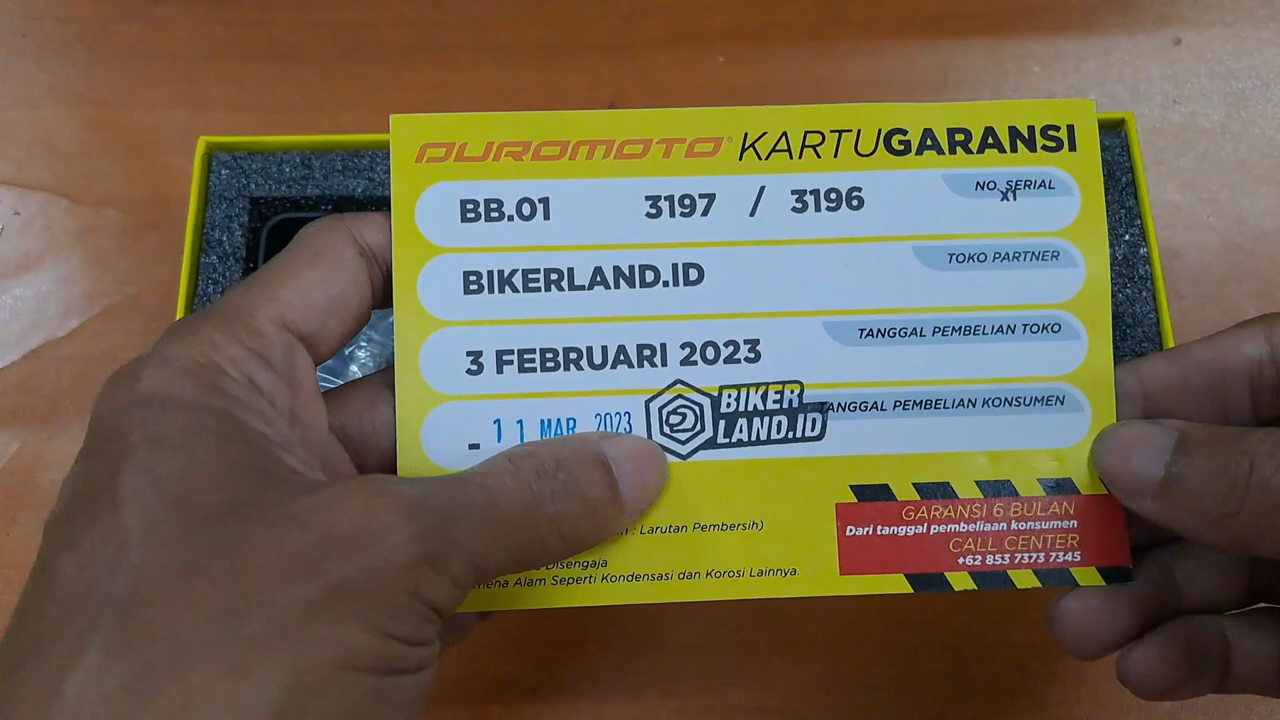 DUROMOTO® KARTUGARANSI
NO. SERIAL
X1
BB.01 3197 / 3196
TOKO PARTNER
BIKERLAND.ID
TANGGAL PEMBELIAN TOKO
3 FEBRUARI 2023
TANGGAL PEMBELIAN KONSUMEN
- 11 MAR 2023
BIKER
LAND.ID
: Larutan Pembersih)
Disengaja
Alam Seperti Kondensasi dan Korosi Lainnya.
GARANSI 6 BULAN
Dari tanggal pembeliaan konsumen
CALL CENTER
+62 853 7373 7345